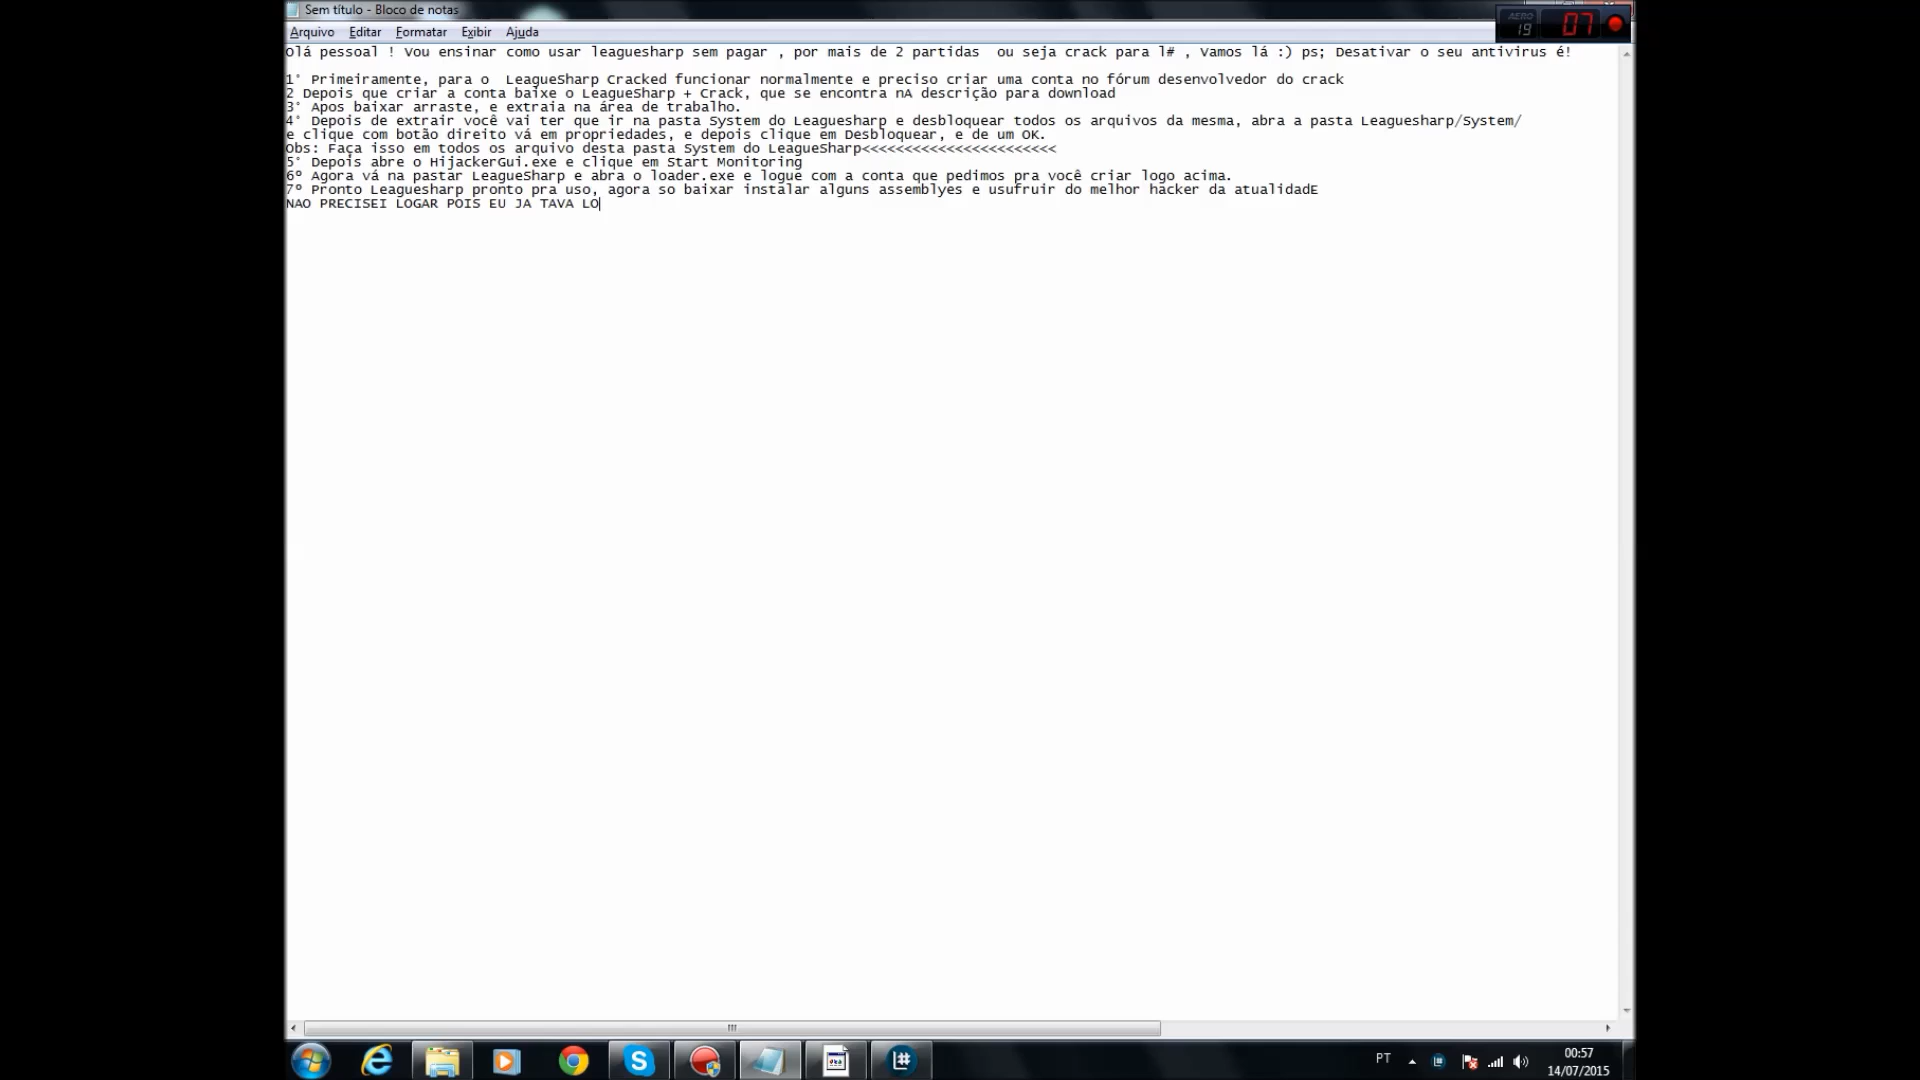 Sem título - Bloco de notas
Arquivo Editar Formatar Exibir Ajuda
AERO 19 07
Olá pessoal ! Vou ensinar como usar leaguesharp sem pagar , por mais de 2 partidas  ou seja crack para l# , Vamos lá :) ps; Desativar o seu antivirus é!
1° Primeiramente, para o  LeagueSharp Cracked funcionar normalmente e preciso criar uma conta no fórum desenvolvedor do crack
2 Depois que criar a conta baixe o LeagueSharp + Crack, que se encontra nA descrição para download
3° Apos baixar arraste, e extraia na área de trabalho.
4° Depois de extrair você vai ter que ir na pasta System do Leaguesharp e desbloquear todos os arquivos da mesma, abra a pasta Leaguesharp/System/
e clique com botão direito vá em propriedades, e depois clique em Desbloquear, e de um OK.
Obs: Faça isso em todos os arquivo desta pasta System do LeagueSharp<<<<<<<<<<<<<<<<<<<<<<<
5° Depois abre o HijackerGui.exe e clique em Start Monitoring
6º Agora vá na pastar LeagueSharp e abra o loader.exe e logue com a conta que pedimos pra você criar logo acima.
7º Pronto Leaguesharp pronto pra uso, agora so baixar instalar alguns assemblyes e usufruir do melhor hacker da atualidadE
NAO PRECISEI LOGAR POIS EU JA TAVA LO
PT
00:57
14/07/2015